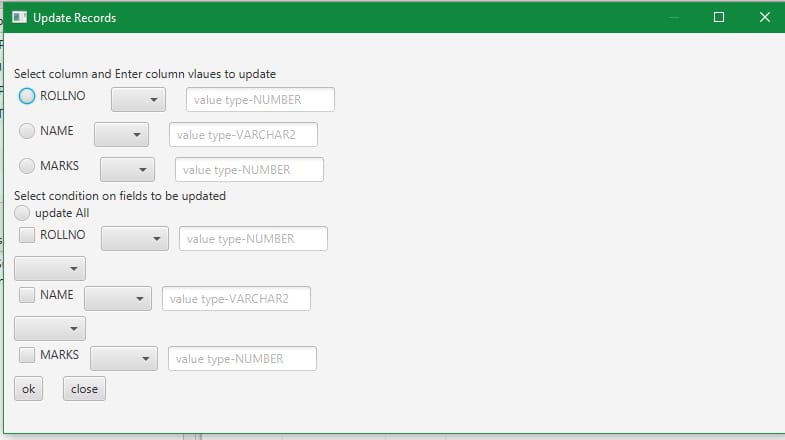 Update Records
Select column and Enter column vlaues to update
ROLLNO value type-NUMBER
NAME value type-VARCHAR2
MARKS value type-NUMBER
Select condition on fields to be updated
update All
ROLLNO value type-NUMBER
NAME value type-VARCHAR2
MARKS value type-NUMBER
ok close